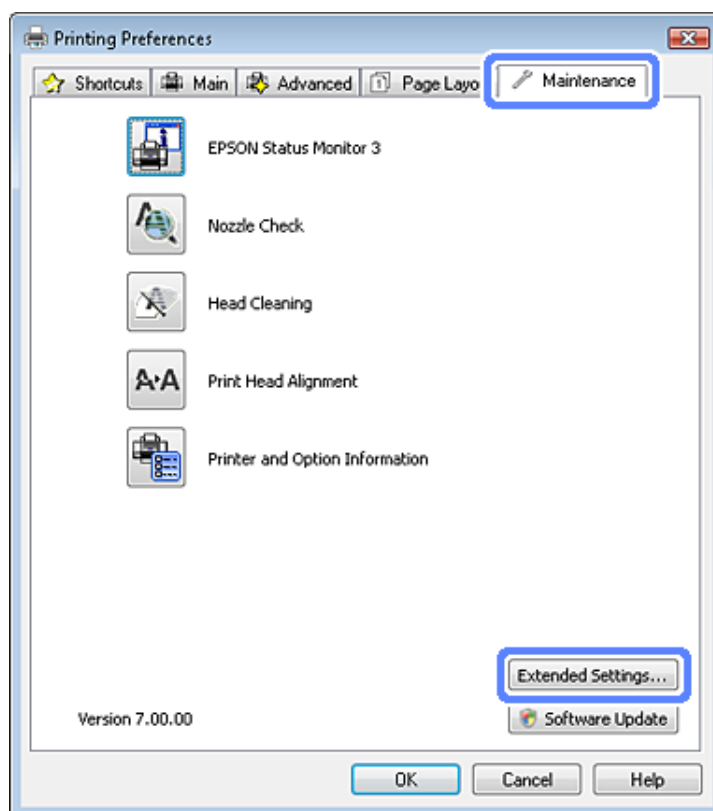 Printing Preferences
Shortcuts Main Advanced Page Layo Maintenance
EPSON Status Monitor 3
Nozzle Check
Head Cleaning
A A Print Head Alignment
Printer and Option Information
Extended Settings...
Version 7.00.00 Software Update
OK Cancel Help